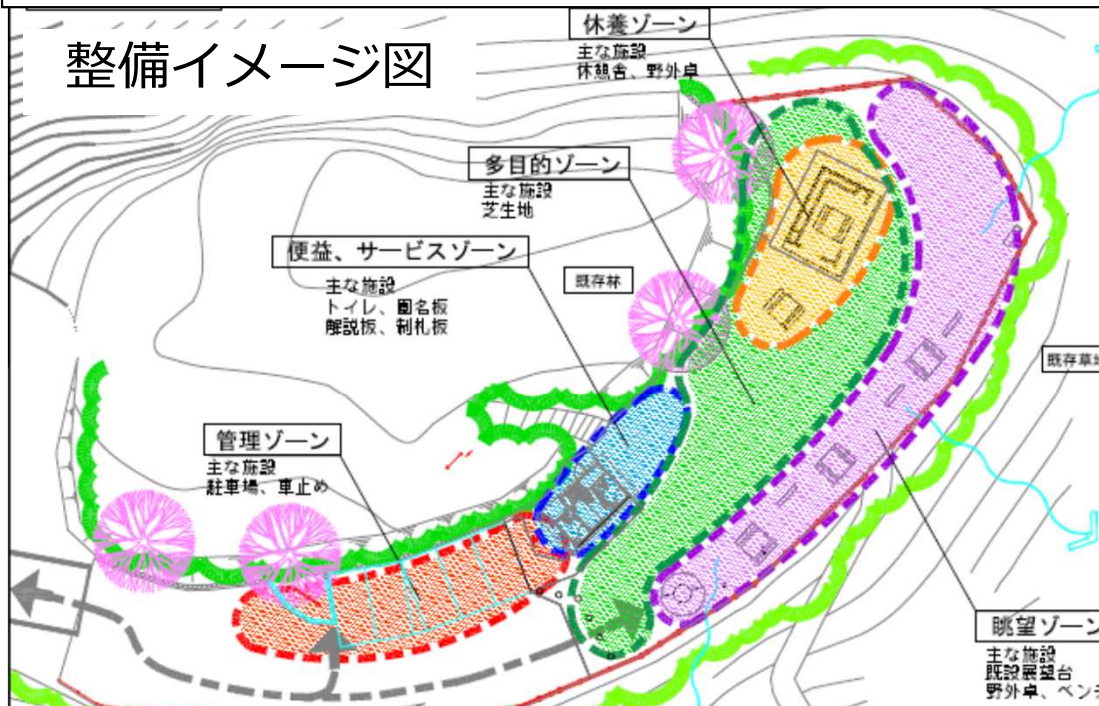 整備イメージ図
休養ゾーン
主な施設
休憩舎、野外卓
多目的ゾーン
主な施設
芝生地
便益、サービスゾーン
主な施設
トイレ、園名板
解説板、制札板
既存林
既存草地
管理ゾーン
主な施設
駐車場、車止め
眺望ゾーン
主な施設
既設展望台
野外卓、ベンチ